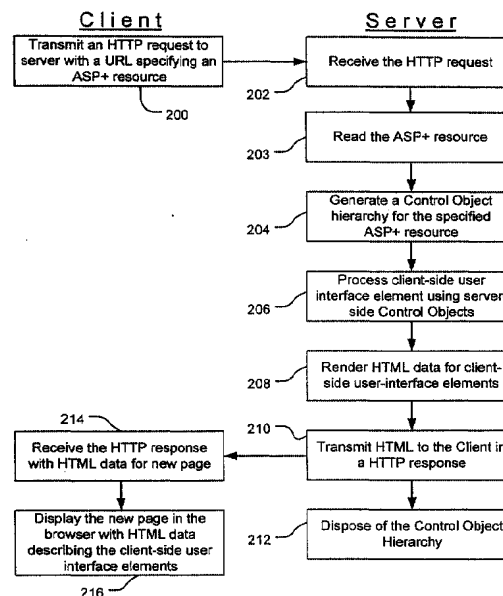 Client
Server
Transmit an HTTP request to
server with a URL specifying an
ASP+ resource
200
Receive the HTTP request
202
Read the ASP+ resource
203
Generate a Control Object
hierarchy for the specified
ASP+ resource
204
Process client-side user
interface element using server
side Control Objects
206
Render HTML data for client-
side user-interface elements
208
210
Transmit HTML to the Client in
a HTTP response
214
Receive the HTTP response
with HTML data for new page
Dispose of the Control Object
Hierarchy
212
Display the new page in the
browser with HTML data
describing the client-side user
interface elements
216